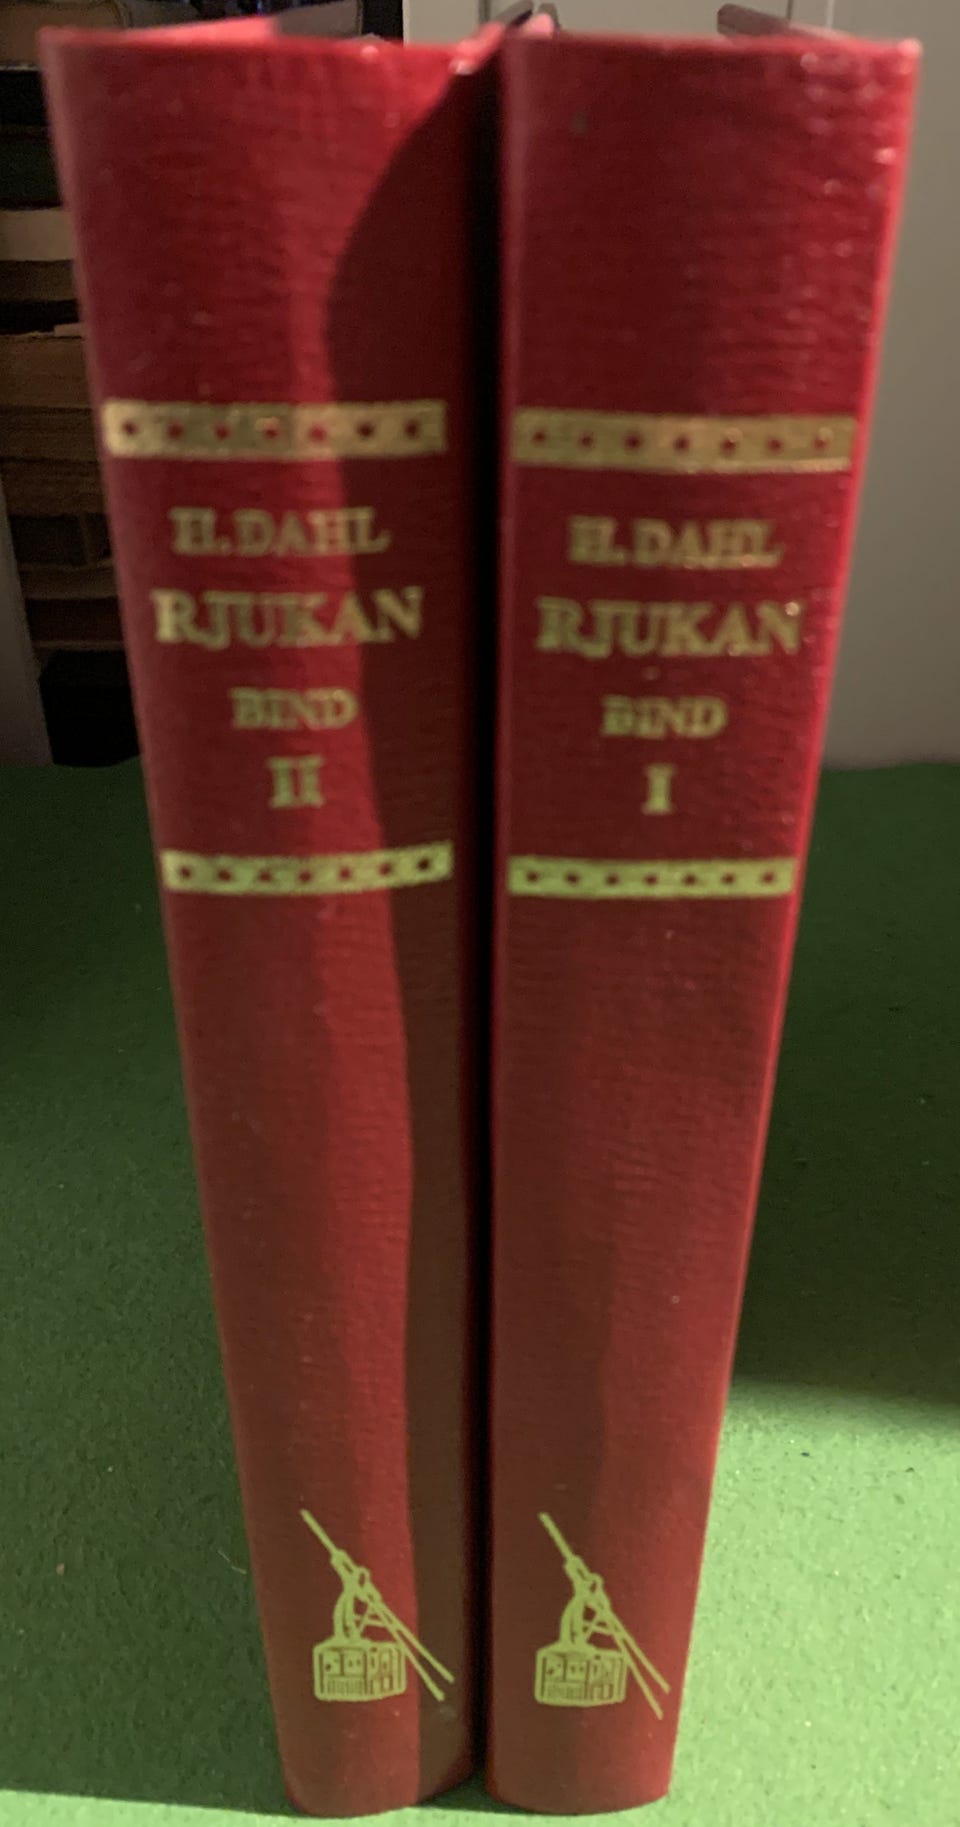 H. DAHL
RJUKAN
BIND
II
H. DAHL
RJUKAN
BIND
I